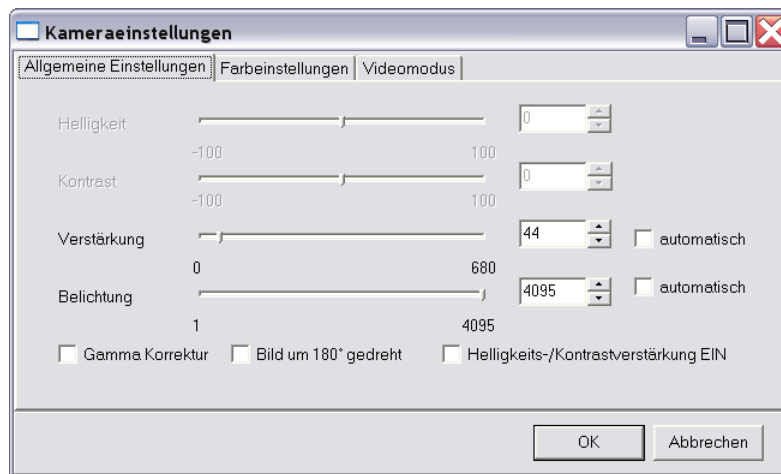 Kameraeinstellungen
Allgemeine Einstellungen Farbeinstellungen Videomodus
Helligkeit 0
-100 100
Kontrast 0
-100 100
Verstärkung 44 automatisch
0 680
Belichtung 4095 automatisch
1 4095
Gamma Korrektur Bild um 180° gedreht Helligkeits-/Kontrastverstärkung EIN
OK Abbrechen